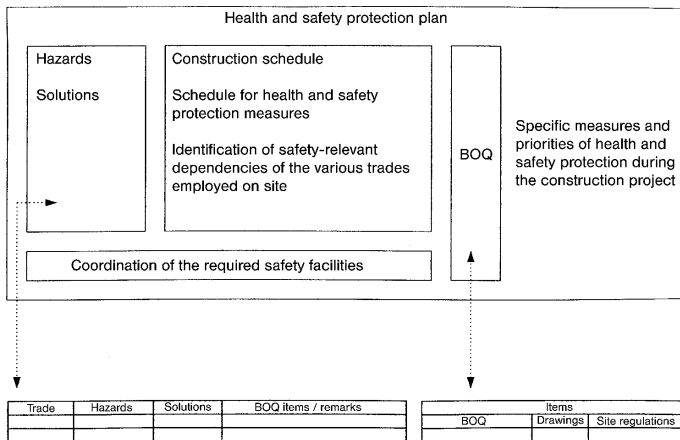 Health and safety protection plan
Hazards
Solutions
Construction schedule
Schedule for health and safety
protection measures
Identification of safety-relevant
dependencies of the various trades
employed on site
BOQ
Specific measures and
priorities of health and
safety protection during
the construction project
Coordination of the required safety facilities
Trade Hazards Solutions BOQ items / remarks
Items
BOQ Drawings Site regulations